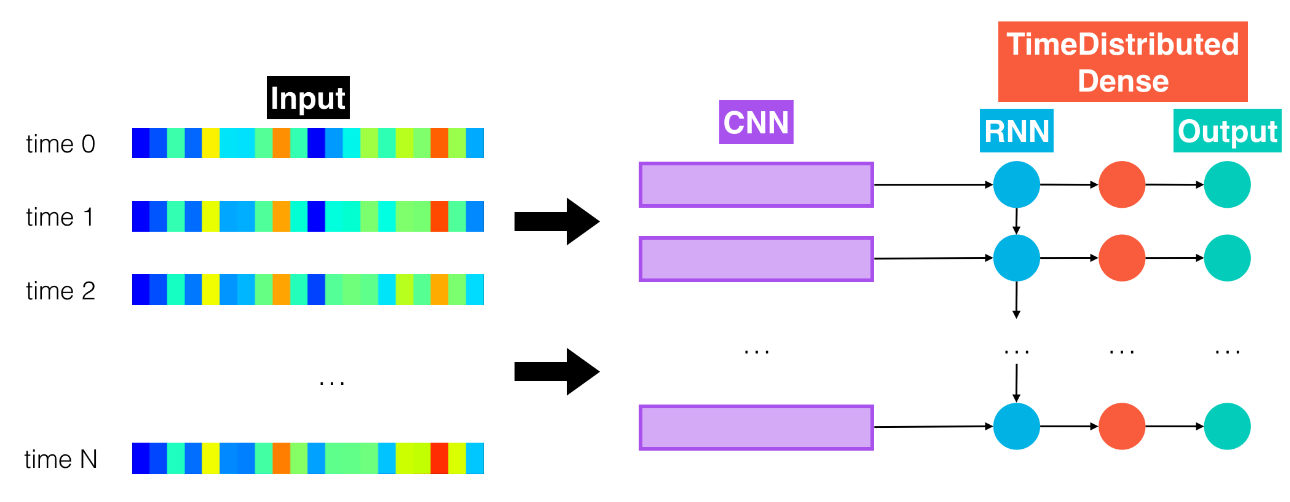 TimeDistributed
Dense
Input
CNN
RNN
Output
time 0
time 1
time 2
...
... ... ... ...
time N